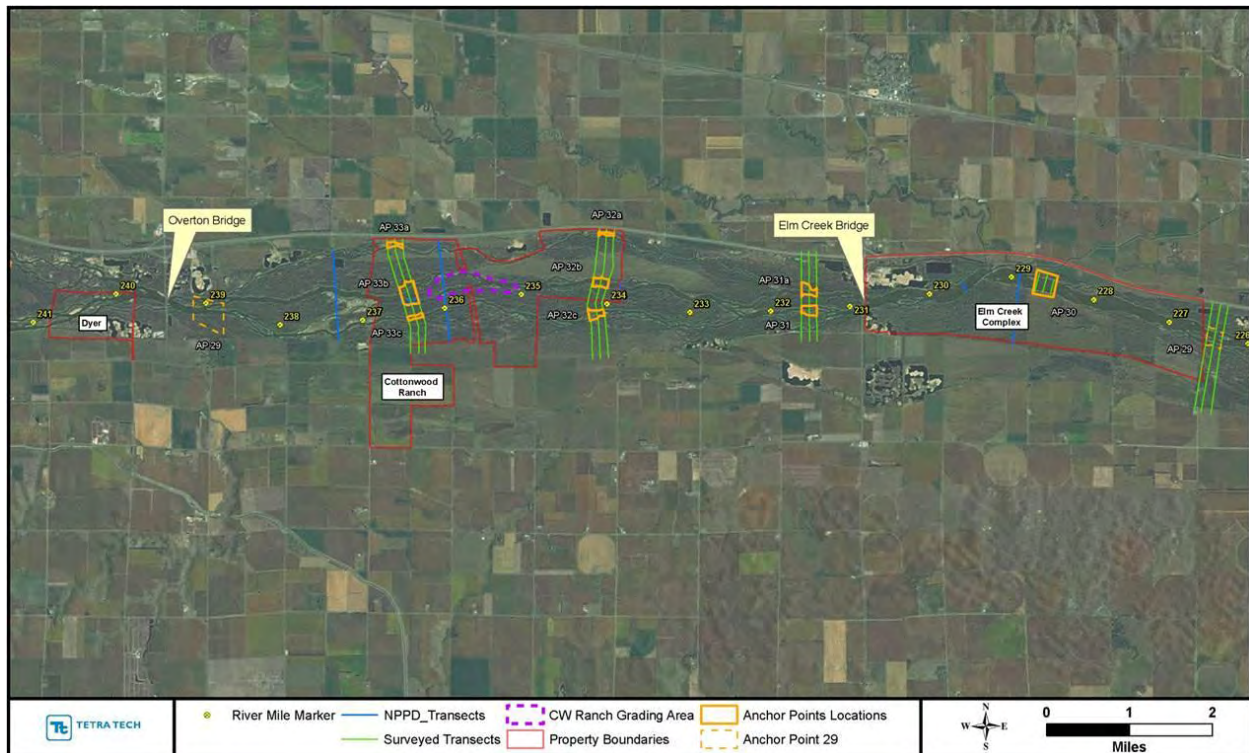 AP 32a
Overton Bridge
Elm Creek Bridge
AP 33a
AP 32b
AP 31a
229
240
AP 33b
235
230
228
239
236
234
AP 30
241
Dyer
238
237
AP 32c
233
232
231
227
AP 33c
AP 31
Elm Creek
Complex
AP 29
AP 29
226
Cottonwood
Ranch
TETRA TECH
River Mile Marker
NPPD_Transects
CW Ranch Grading Area
Anchor Points Locations
Surveyed Transects
Property Boundaries
Anchor Point 29
N
W E
S
0 1 2
Miles